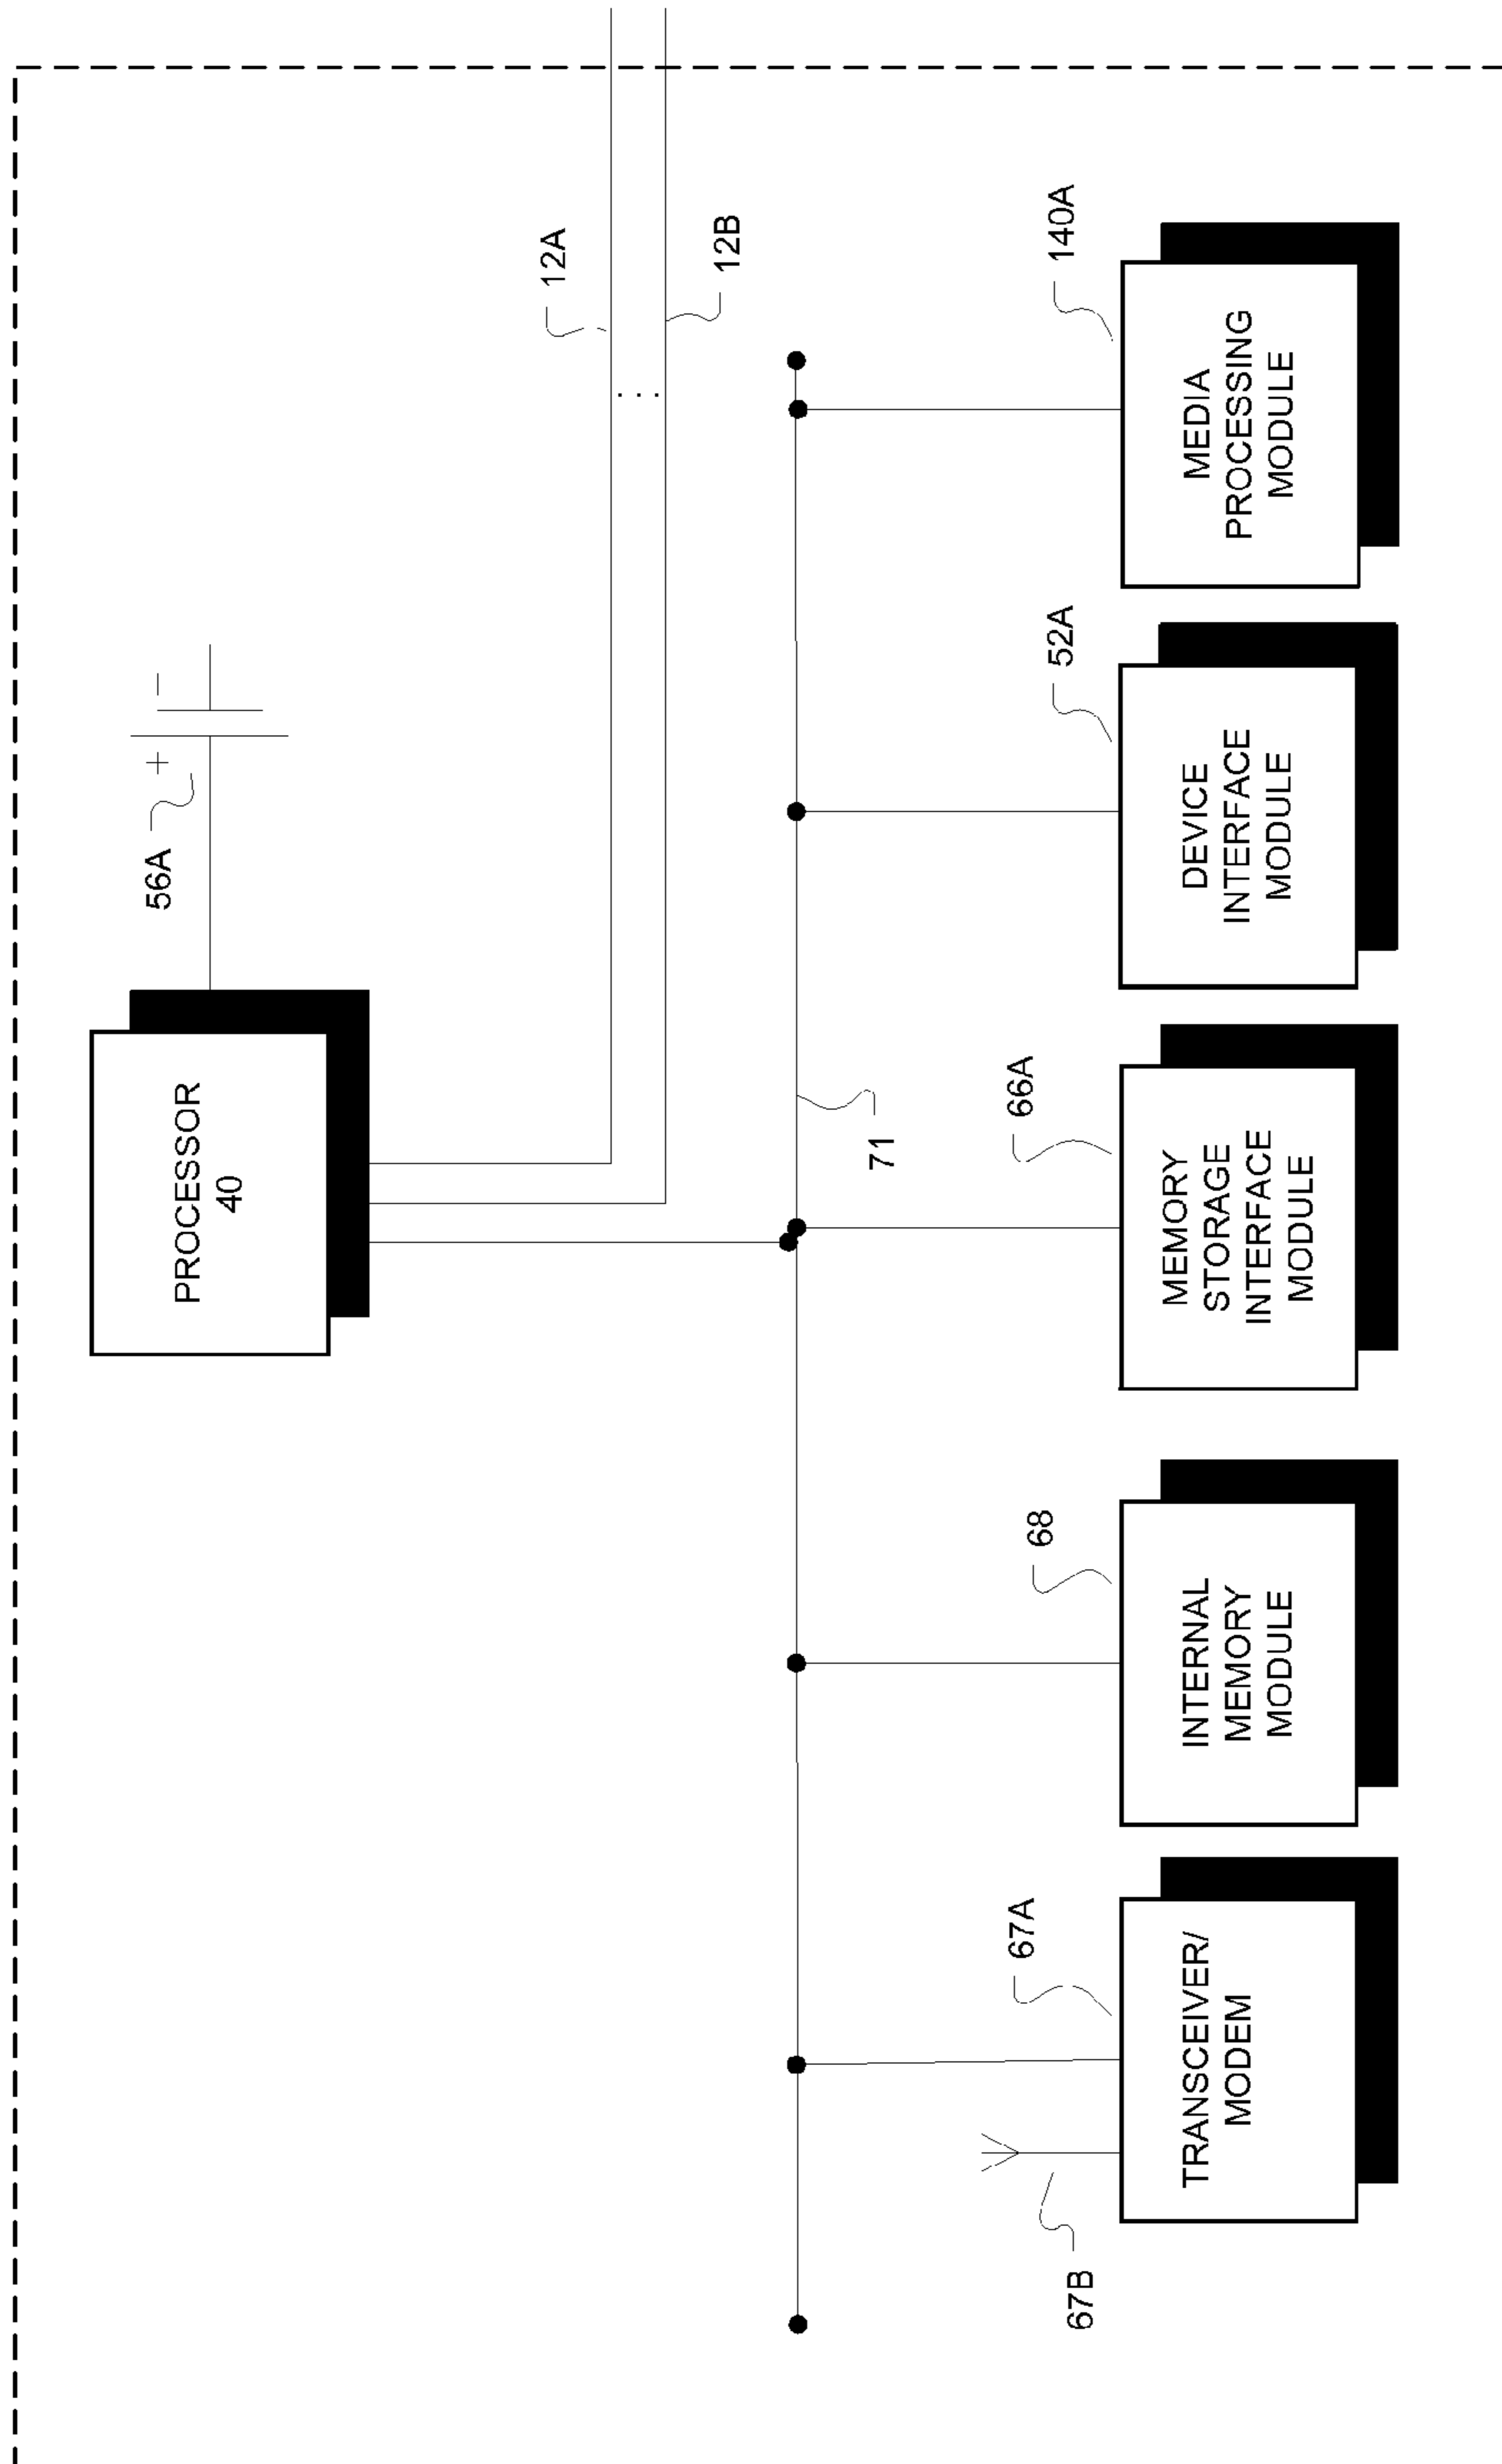 PROCESSOR
40
56A
+
−
12A
12B
. . .
71
67B
67A
68
66A
52A
140A
TRANSCEIVER/
MODEM
INTERNAL
MEMORY
MODULE
MEMORY
STORAGE
INTERFACE
MODULE
DEVICE
INTERFACE
MODULE
MEDIA
PROCESSING
MODULE